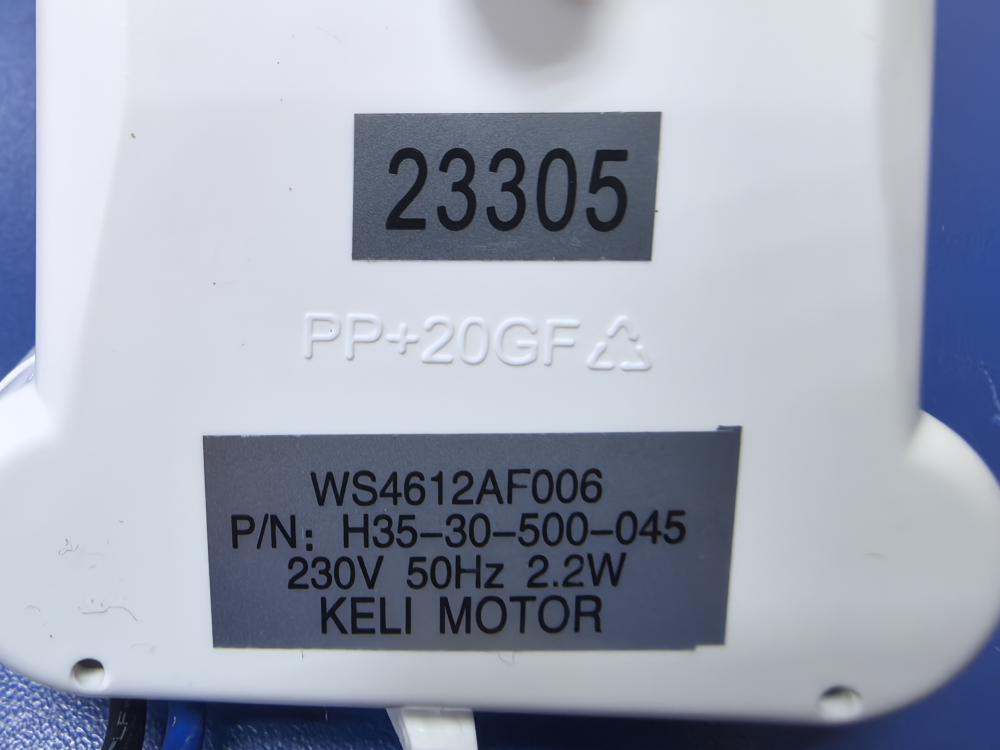 23305
PP+20GF
WS4612AF006
P/N: H35-30-500-045
230V 50Hz 2.2W
KELI MOTOR